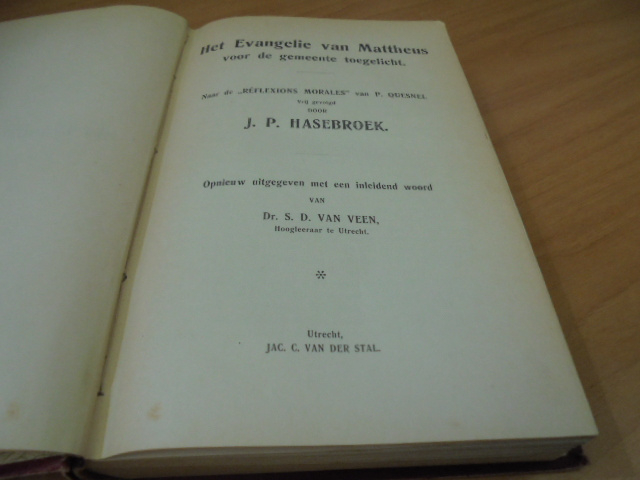 Het Evangelie van Mattheus
voor de gemeente toegelicht.
Naar de „RÉFLEXIONS MORALES” van P. QUESNEL
vrij gevolgd
DOOR
J. P. HASEBROEK.
Opnieuw uitgegeven met een inleidend woord
VAN
Dr. S. D. VAN VEEN,
Hoogleeraar te Utrecht.
*
Utrecht,
JAC. C. VAN DER STAL.